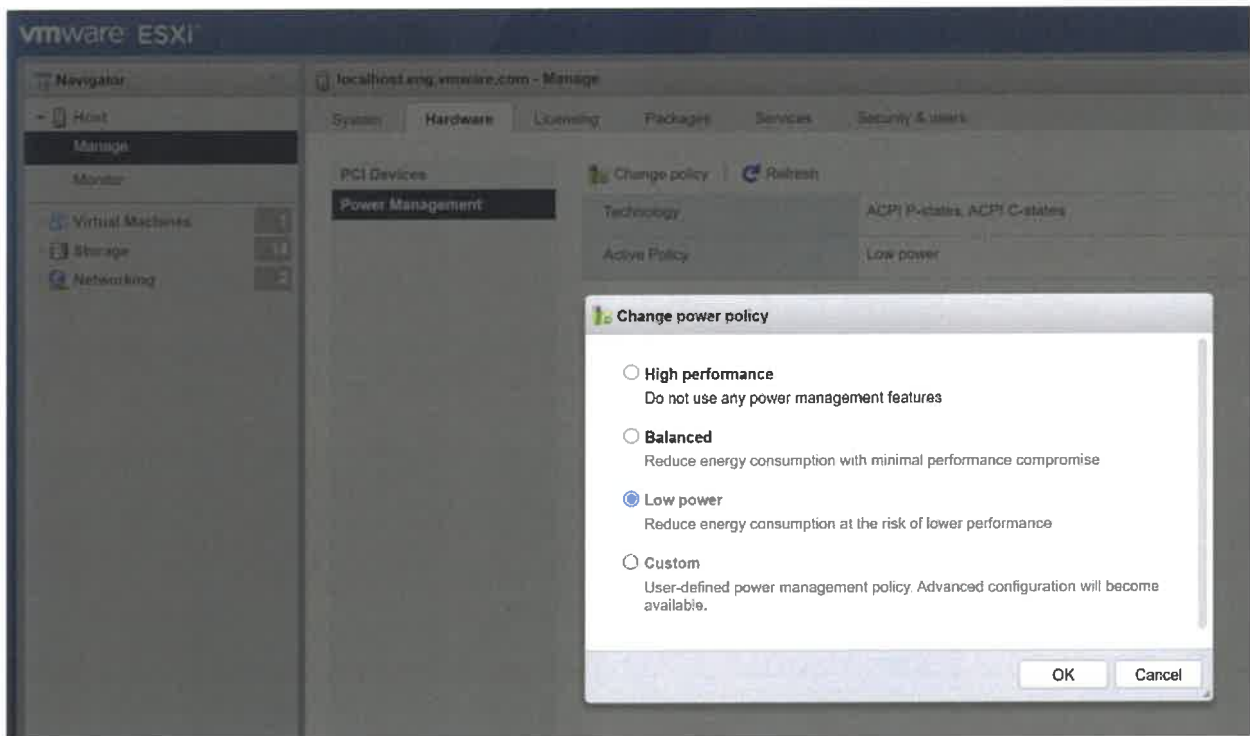 vmware ESXi™
Navigator
Host
Manage
Monitor
Virtual Machines 1
Storage
Networking
localhost.eng.vmware.com - Manage
System Hardware Licensing Packages Services Security & users
PCI Devices
Power Management
Change policy Refresh
Technology ACPI P-states, ACPI C-states
Active Policy Low power
Change power policy
High performance
Do not use any power management features
Balanced
Reduce energy consumption with minimal performance compromise
Low power
Reduce energy consumption at the risk of lower performance
Custom
User-defined power management policy. Advanced configuration will become
available.
OK Cancel